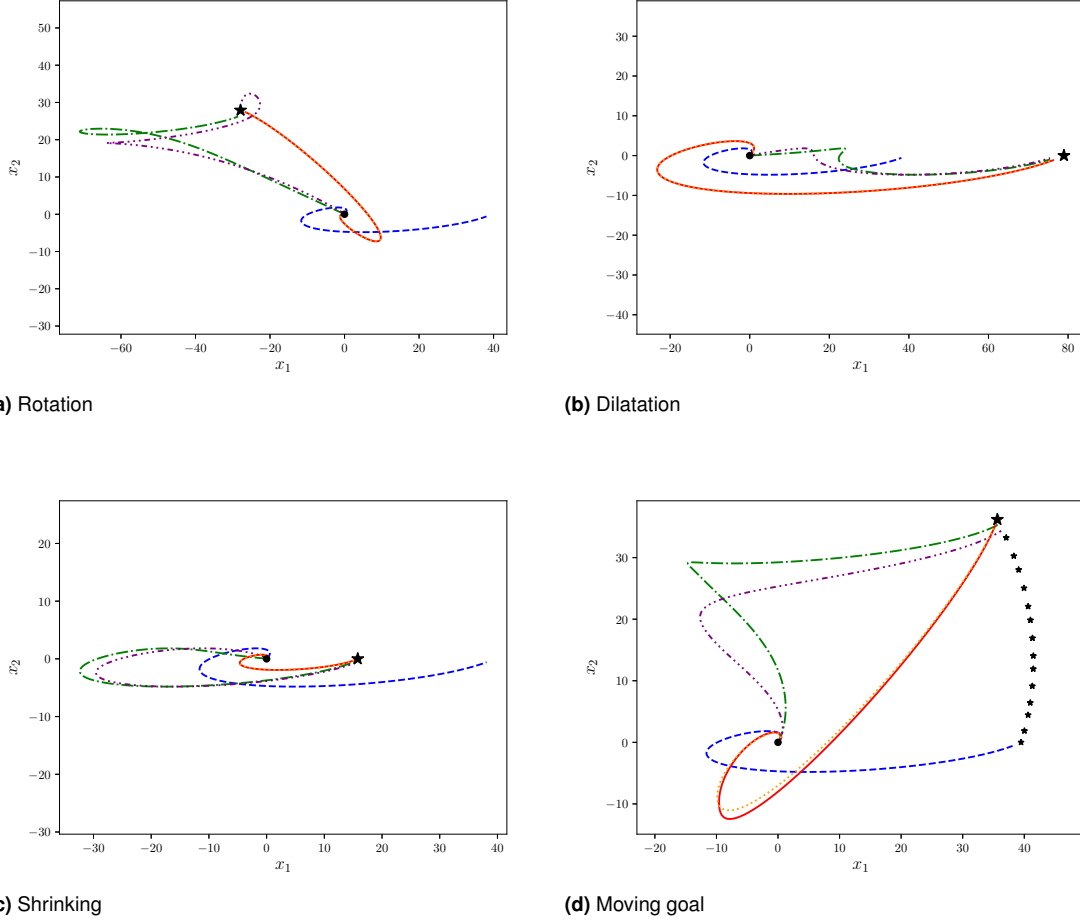 50
40
30
20
10
0
−10
−20
−30
x₂
−60 −40 −20 0 20 40
x₁
a) Rotation
30
20
10
0
−10
−20
−30
−40
x₂
−20 0 20 40 60 80
x₁
(b) Dilatation
20
10
0
−10
−20
−30
x₂
−30 −20 −10 0 10 20 30 40
x₁
c) Shrinking
30
20
10
0
−10
x₂
−20 −10 0 10 20 30 40
x₁
(d) Moving goal